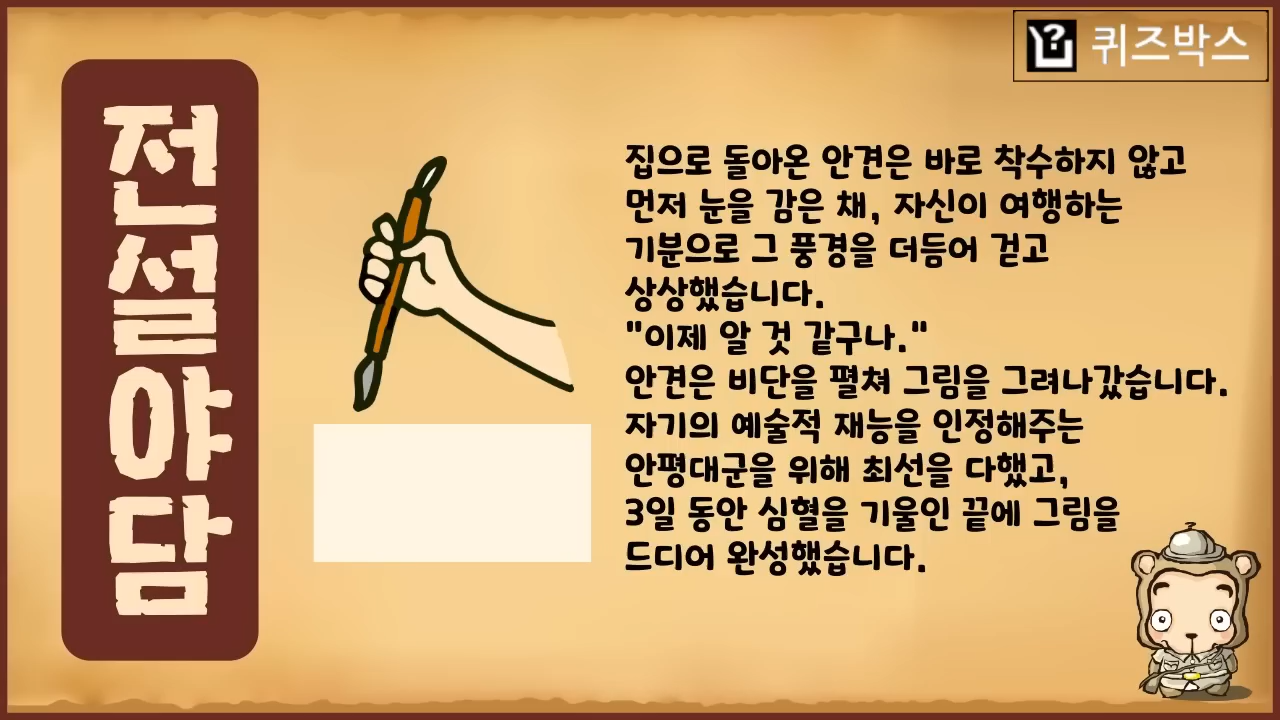 퀴즈박스
전설야담
집으로 돌아온 안견은 바로 착수하지 않고
먼저 눈을 감은 채, 자신이 여행하는
기분으로 그 풍경을 더듬어 걷고
상상했습니다.
"이제 알 것 같구나."
안견은 비단을 펼쳐 그림을 그려나갔습니다.
자기의 예술적 재능을 인정해주는
안평대군을 위해 최선을 다했고,
3일 동안 심혈을 기울인 끝에 그림을
드디어 완성했습니다.